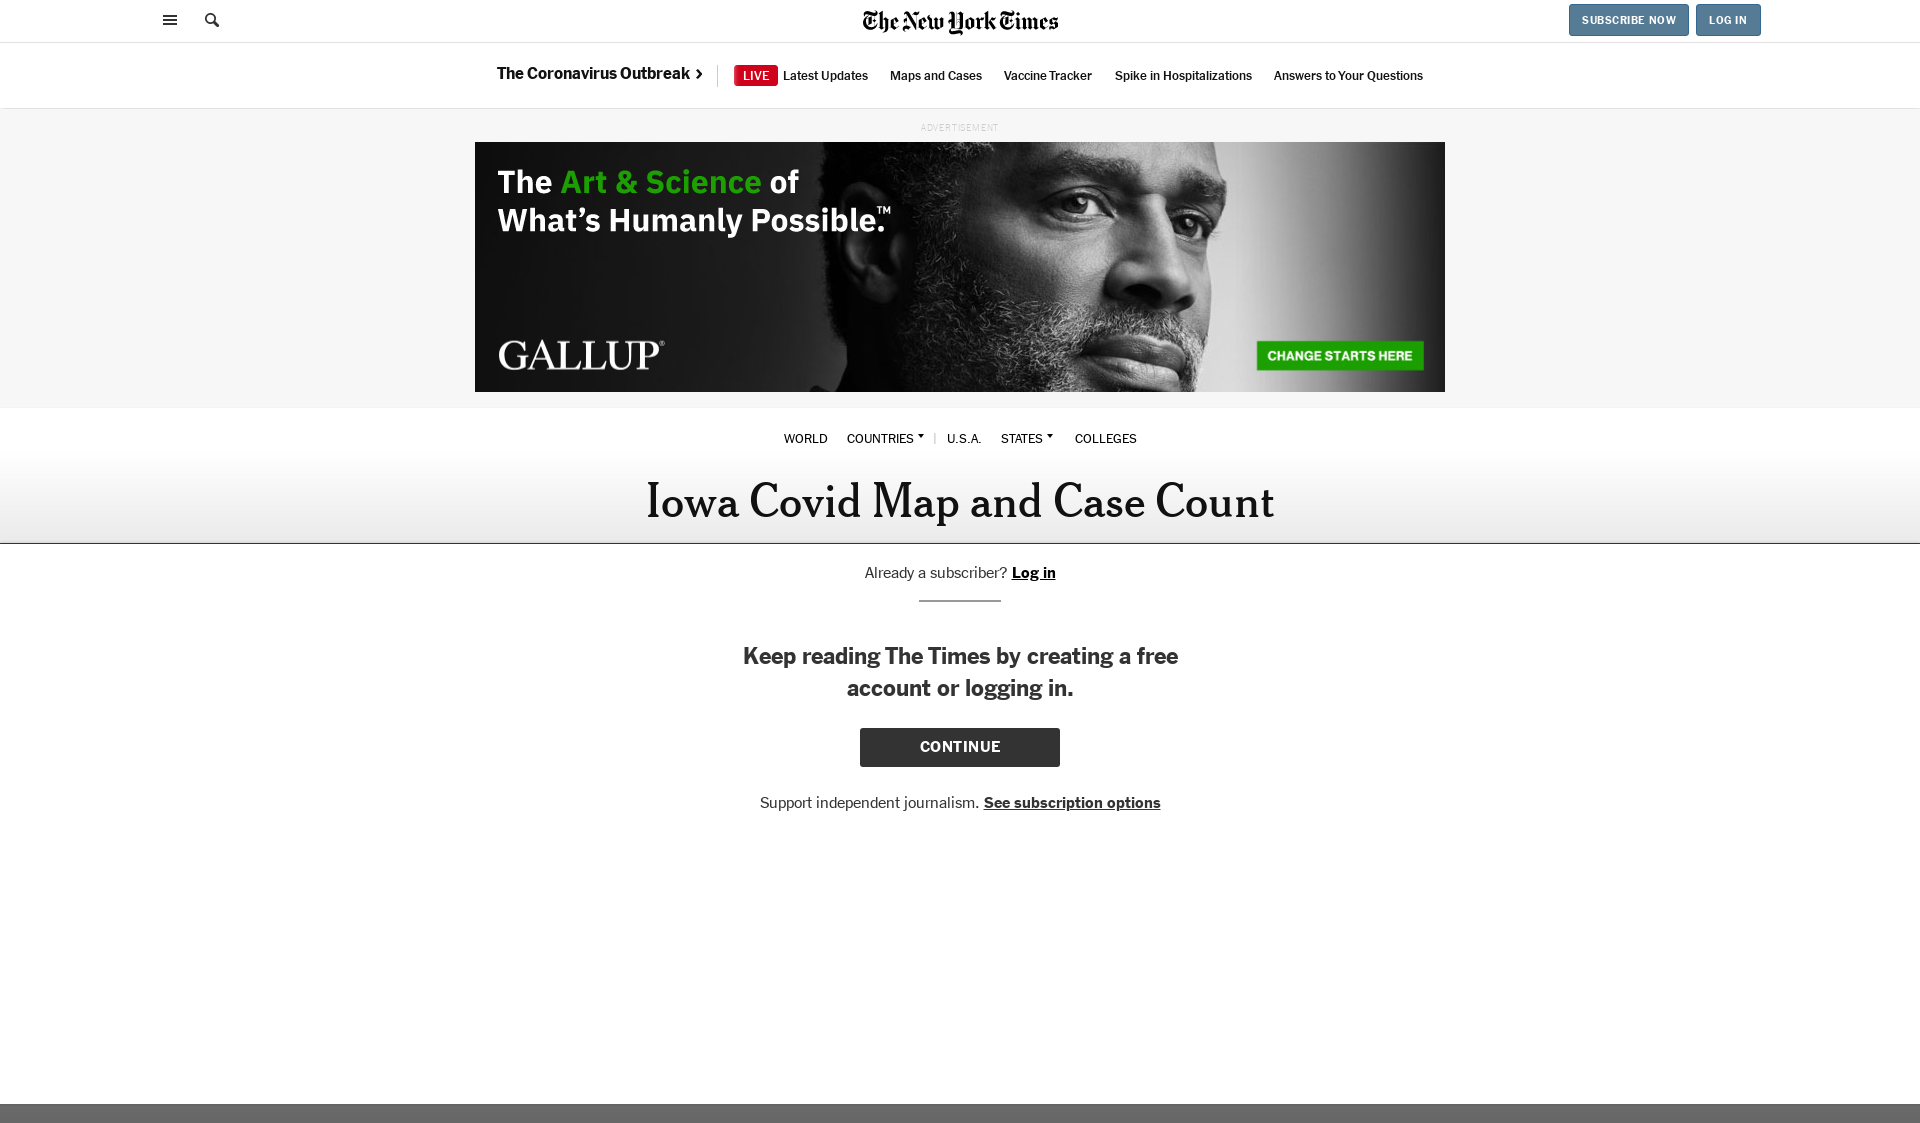 The New York Times
SUBSCRIBE NOW
LOG IN
The Coronavirus Outbreak
LIVE Latest Updates
Maps and Cases
Vaccine Tracker
Spike in Hospitalizations
Answers to Your Questions
ADVERTISEMENT
The Art & Science of
What’s Humanly Possible.™
GALLUP®
CHANGE STARTS HERE
WORLD
COUNTRIES
U.S.A.
STATES
COLLEGES
Iowa Covid Map and Case Count
Already a subscriber? Log in
Keep reading The Times by creating a free
account or logging in.
CONTINUE
Support independent journalism. See subscription options